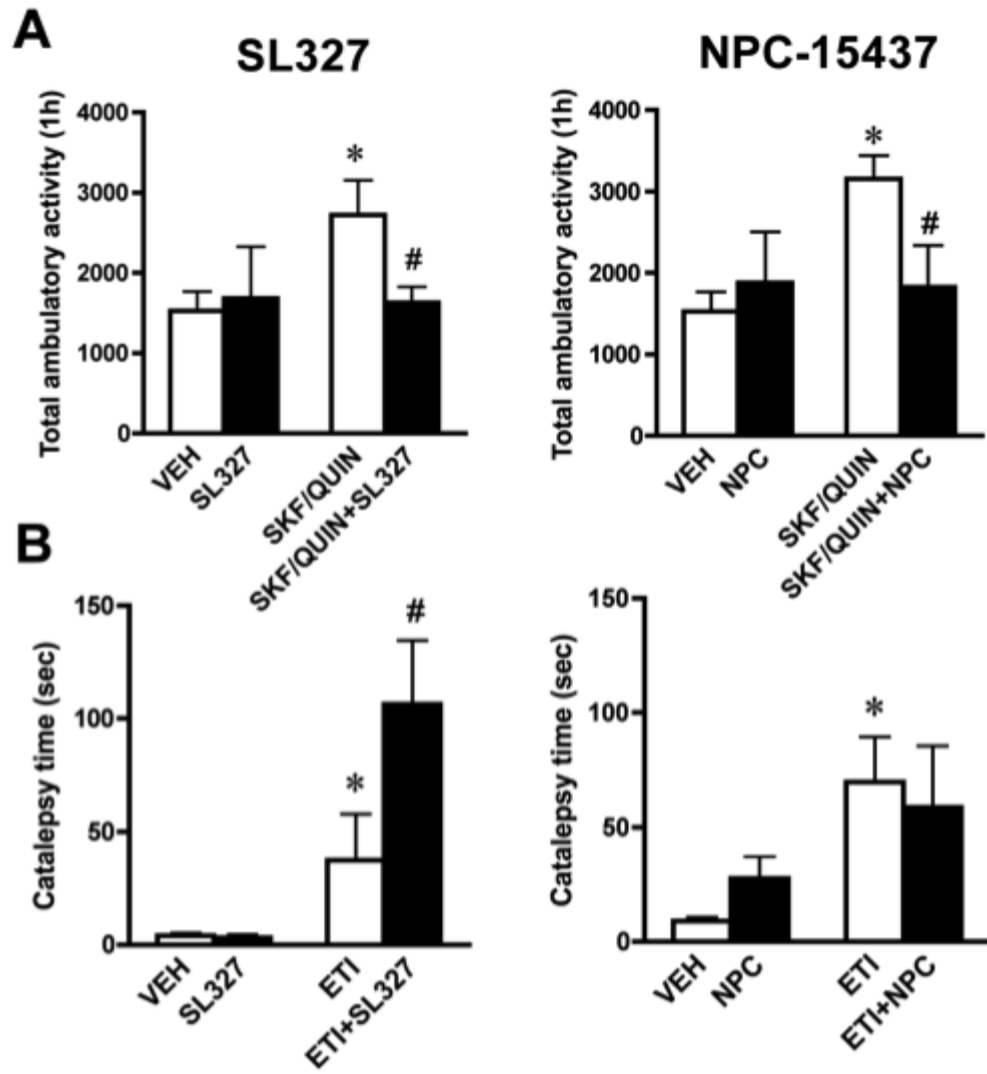 A
SL327
NPC-15437
Total ambulatory activity (1h)
4000
3000
2000
1000
0
*
#
VEH
SL327
SKF/QUIN
SKF/QUIN+SL327
Total ambulatory activity (1h)
4000
3000
2000
1000
0
*
#
VEH
NPC
SKF/QUIN
SKF/QUIN+NPC
B
Catalepsy time (sec)
150
100
50
0
*
#
VEH
SL327
ETI
ETI+SL327
Catalepsy time (sec)
150
100
50
0
*
VEH
NPC
ETI
ETI+NPC